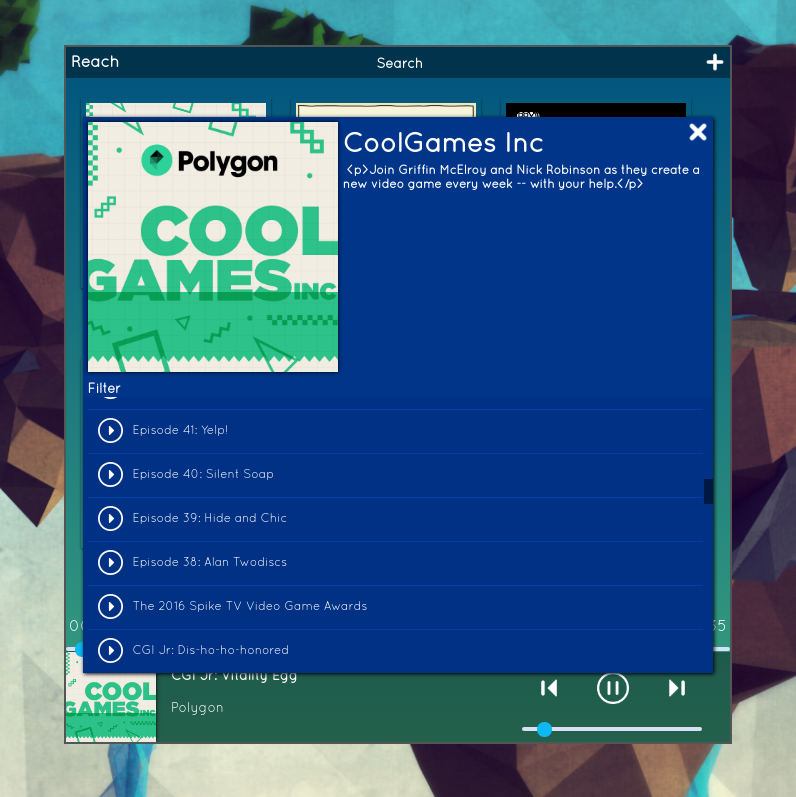 Reach
Search
Polygon
COOL
GAMES INC
CoolGames Inc
<p>Join Griffin McElroy and Nick Robinson as they create a
new video game every week -- with your help.</p>
Filter
Episode 41: Yelp!
Episode 40: Silent Soap
Episode 39: Hide and Chic
Episode 38: Alan Twodiscs
The 2016 Spike TV Video Game Awards
CGI Jr: Dis-ho-ho-honored
COOL
GAMES INC
CGI Jr: Vitality Egg
Polygon